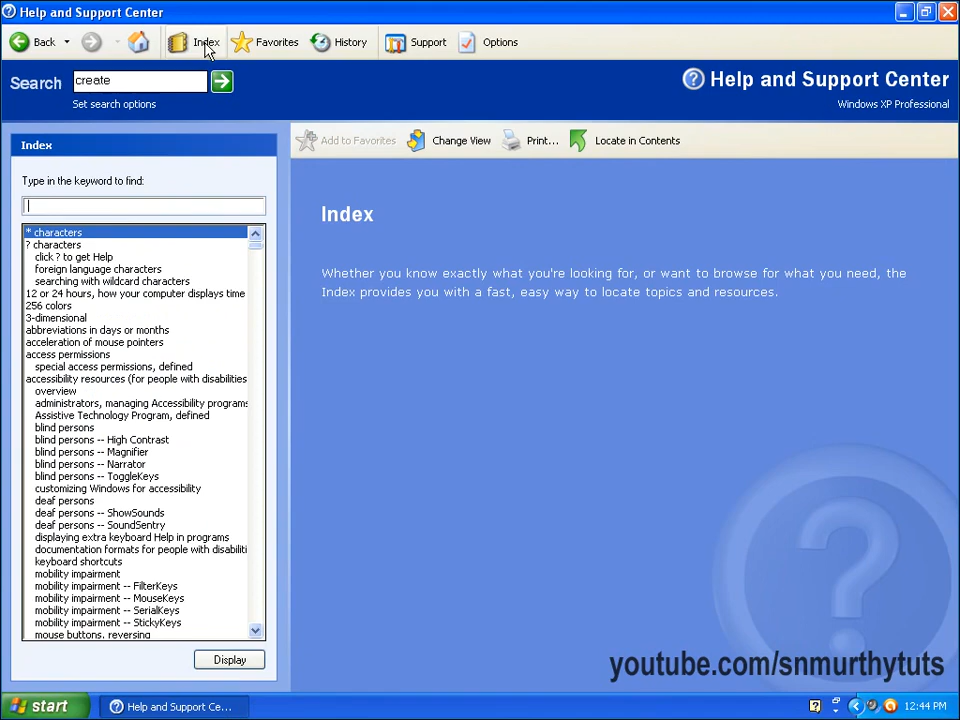 Help and Support Center
Back
Index
Favorites
History
Support
Options
Search
create
Set search options
Help and Support Center
Windows XP Professional
Index
Add to Favorites
Change View
Print...
Locate in Contents
Type in the keyword to find:
* characters
? characters
click ? to get Help
foreign language characters
searching with wildcard characters
12 or 24 hours, how your computer displays time
256 colors
3-dimensional
abbreviations in days or months
acceleration of mouse pointers
access permissions
special access permissions, defined
accessibility resources (for people with disabilities
overview
administrators, managing Accessibility programs
Assistive Technology Program, defined
blind persons
blind persons -- High Contrast
blind persons -- Magnifier
blind persons -- Narrator
blind persons -- ToggleKeys
customizing Windows for accessibility
deaf persons
deaf persons -- ShowSounds
deaf persons -- SoundSentry
displaying extra keyboard Help in programs
documentation formats for people with disabiliti
keyboard shortcuts
mobility impairment
mobility impairment -- FilterKeys
mobility impairment -- MouseKeys
mobility impairment -- SerialKeys
mobility impairment -- StickyKeys
mouse buttons, reversing
Display
Index
Whether you know exactly what you're looking for, or want to browse for what you need, the
Index provides you with a fast, easy way to locate topics and resources.
youtube.com/snmurthytuts
start
Help and Support Ce...
12:44 PM